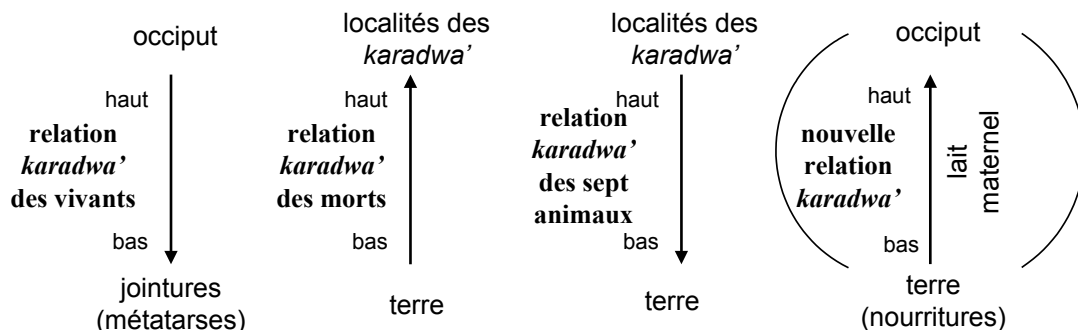 occiput
haut
relation
karadwa’
des vivants
bas
jointures
(métatarses)
localités des
karadwa’
haut
relation
karadwa’
des morts
bas
terre
localités des
karadwa’
haut
relation
karadwa’
des sept
animaux
bas
terre
occiput
haut
nouvelle
relation
karadwa’
lait
maternel
bas
terre
(nourritures)